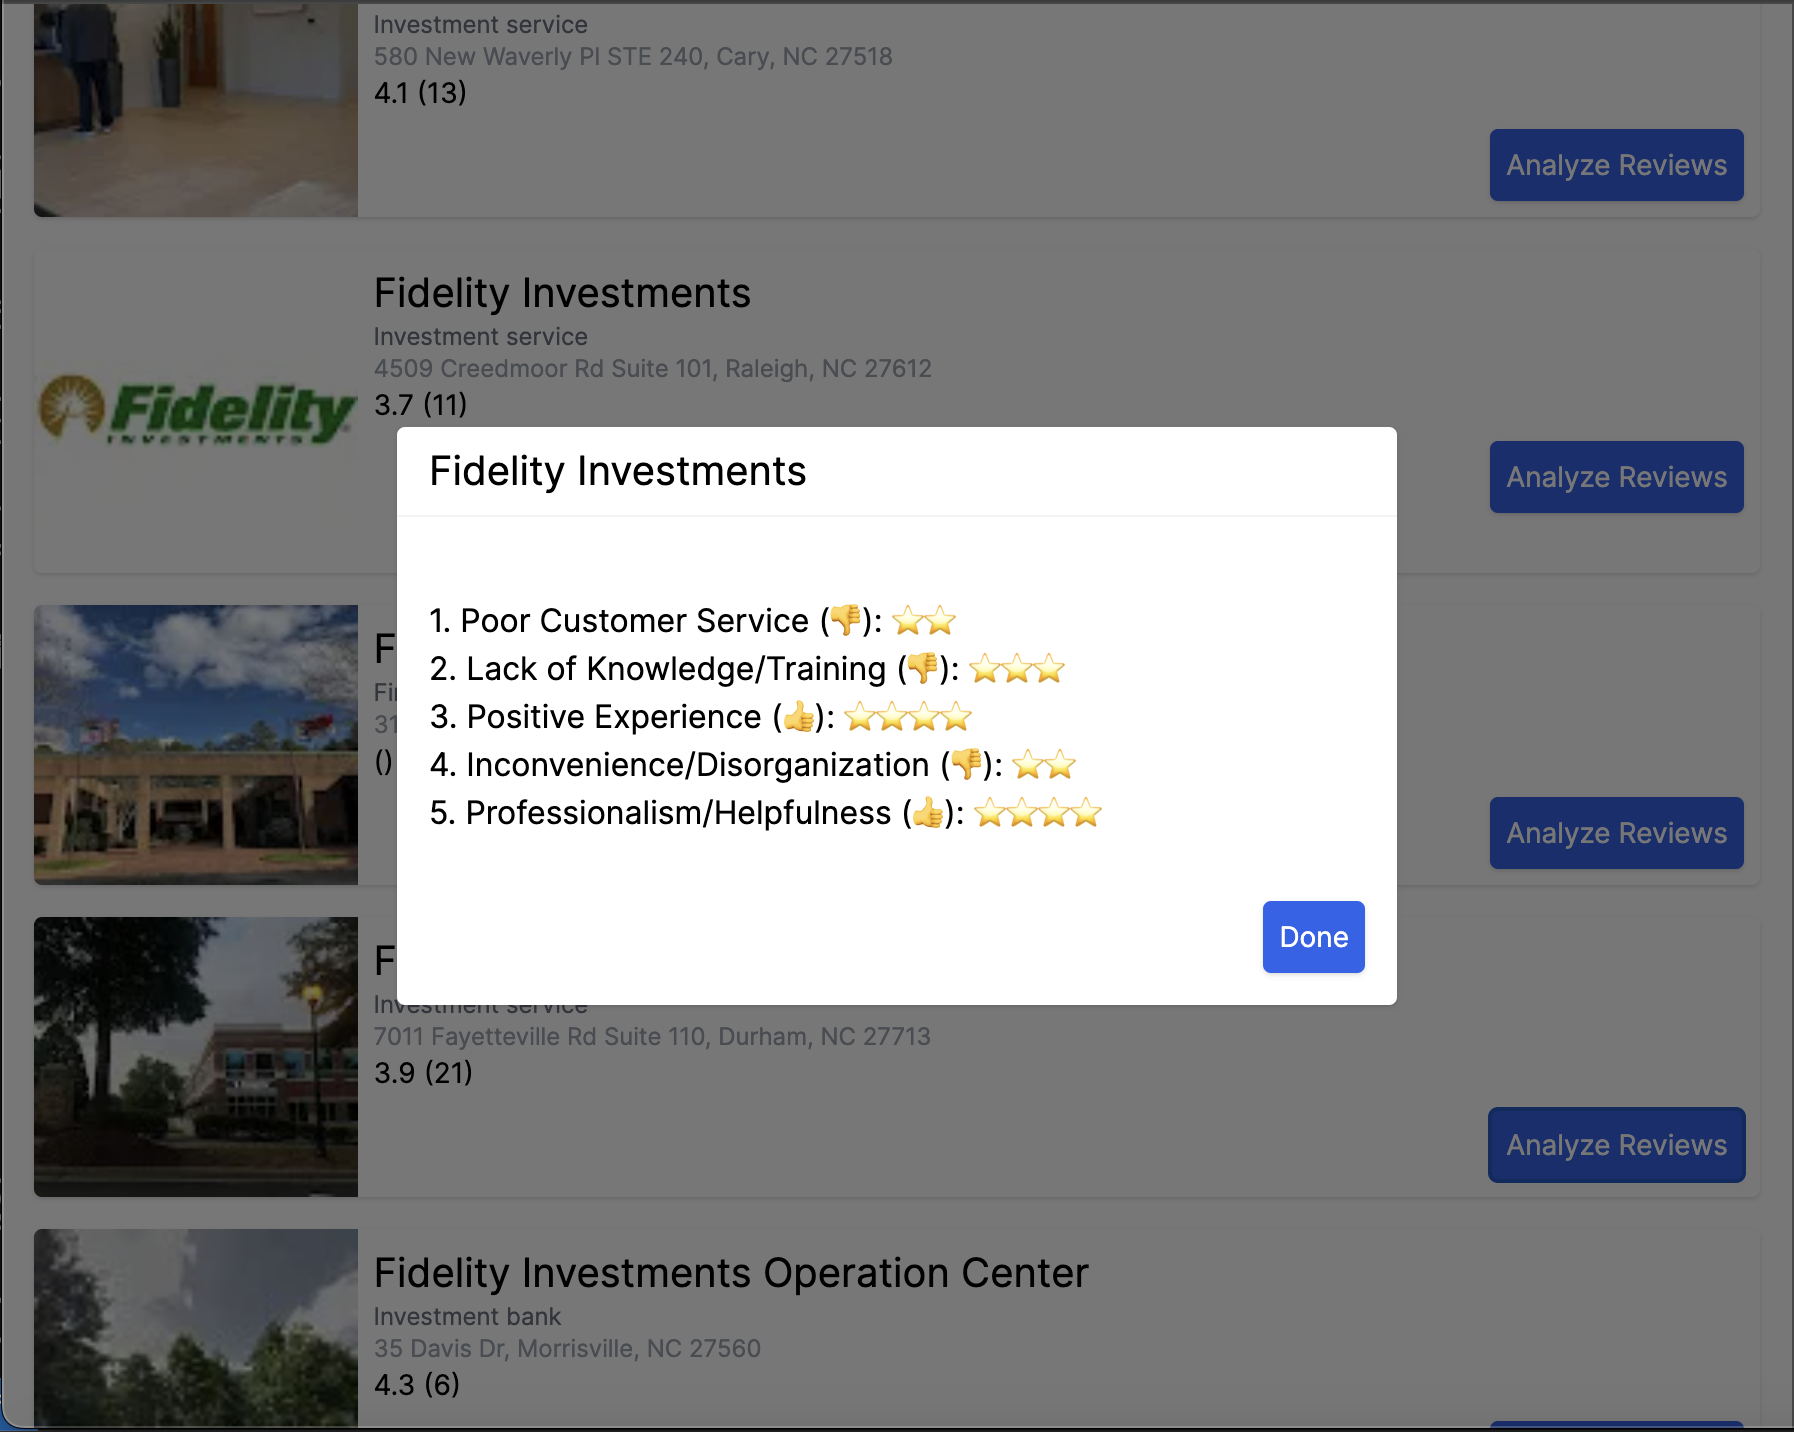 Investment service
580 New Waverly Pl STE 240, Cary, NC 27518
4.1 (13)
Analyze Reviews
Fidelity Investments
Investment service
4509 Creedmoor Rd Suite 101, Raleigh, NC 27612
3.7 (11)
Fidelity
INVESTMENTS
Analyze Reviews
Fidelity Investments
1. Poor Customer Service (👎): ⭐⭐
2. Lack of Knowledge/Training (👎): ⭐⭐⭐
3. Positive Experience (👍): ⭐⭐⭐⭐
4. Inconvenience/Disorganization (👎): ⭐⭐
5. Professionalism/Helpfulness (👍): ⭐⭐⭐⭐
Done
F
Fi
31
()
Analyze Reviews
F
Investment service
7011 Fayetteville Rd Suite 110, Durham, NC 27713
3.9 (21)
Analyze Reviews
Fidelity Investments Operation Center
Investment bank
35 Davis Dr, Morrisville, NC 27560
4.3 (6)